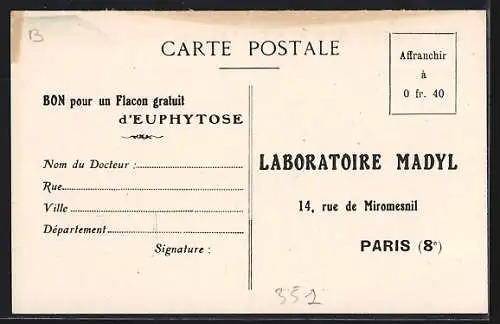 B
CARTE POSTALE
Affranchir
à
0 fr. 40
BON pour un Flacon gratuit
d'EUPHYTOSE
Nom du Docteur :
Rue
Ville
Département
Signature :
LABORATOIRE MADYL
14, rue de Miromesnil
PARIS (8e)
352